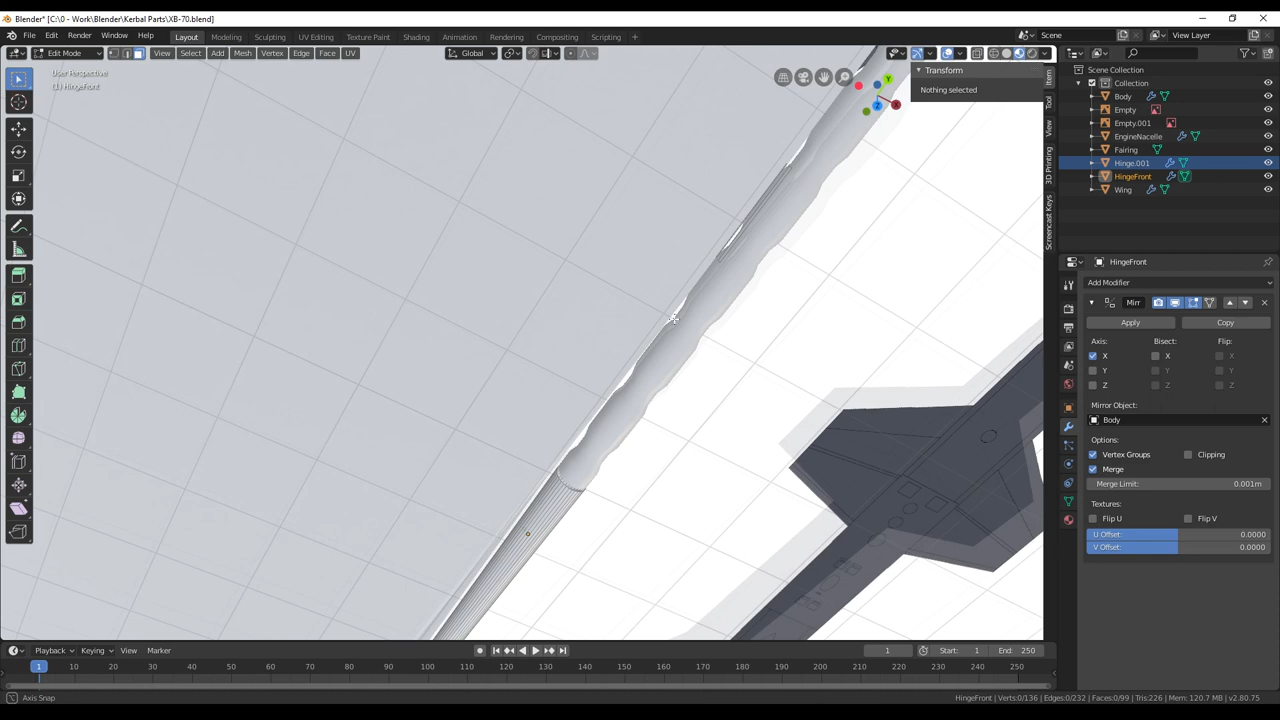 Blender* [C:\0 - Work\Blender\Kerbal Parts\XB-70.blend]
File Edit Render Window Help Layout Modeling Sculpting UV Editing Texture Paint Shading Animation Rendering Compositing Scripting + Scene View Layer
Edit Mode View Select Add Mesh Vertex Edge Face UV Global
User Perspective
(1) HingeFront
Transform
Nothing selected
Item
Tool
View
3D Printing
Screencast Keys
Y
X
Z
Scene Collection
Collection
Body
Empty
Empty.001
EngineNacelle
Fairing
Hinge.001
HingeFront
Wing
HingeFront
Add Modifier
Mirr
Apply Copy
Axis: Bisect: Flip:
X X X
Y Y Y
Z Z Z
Mirror Object:
Body
Options:
Vertex Groups Clipping
Merge
Merge Limit: 0.001m
Textures:
Flip U Flip V
U Offset: 0.0000
V Offset: 0.0000
Playback Keying View Marker 1 Start: 1 End: 250
1 10 20 30 40 50 60 70 80 90 100 110 120 130 140 150 160 170 180 190 200 210 220 230 240 250
Axis Snap HingeFront | Verts:0/136 | Edges:0/232 | Faces:0/99 | Tris:226 | Mem: 120.7 MB | v2.80.75